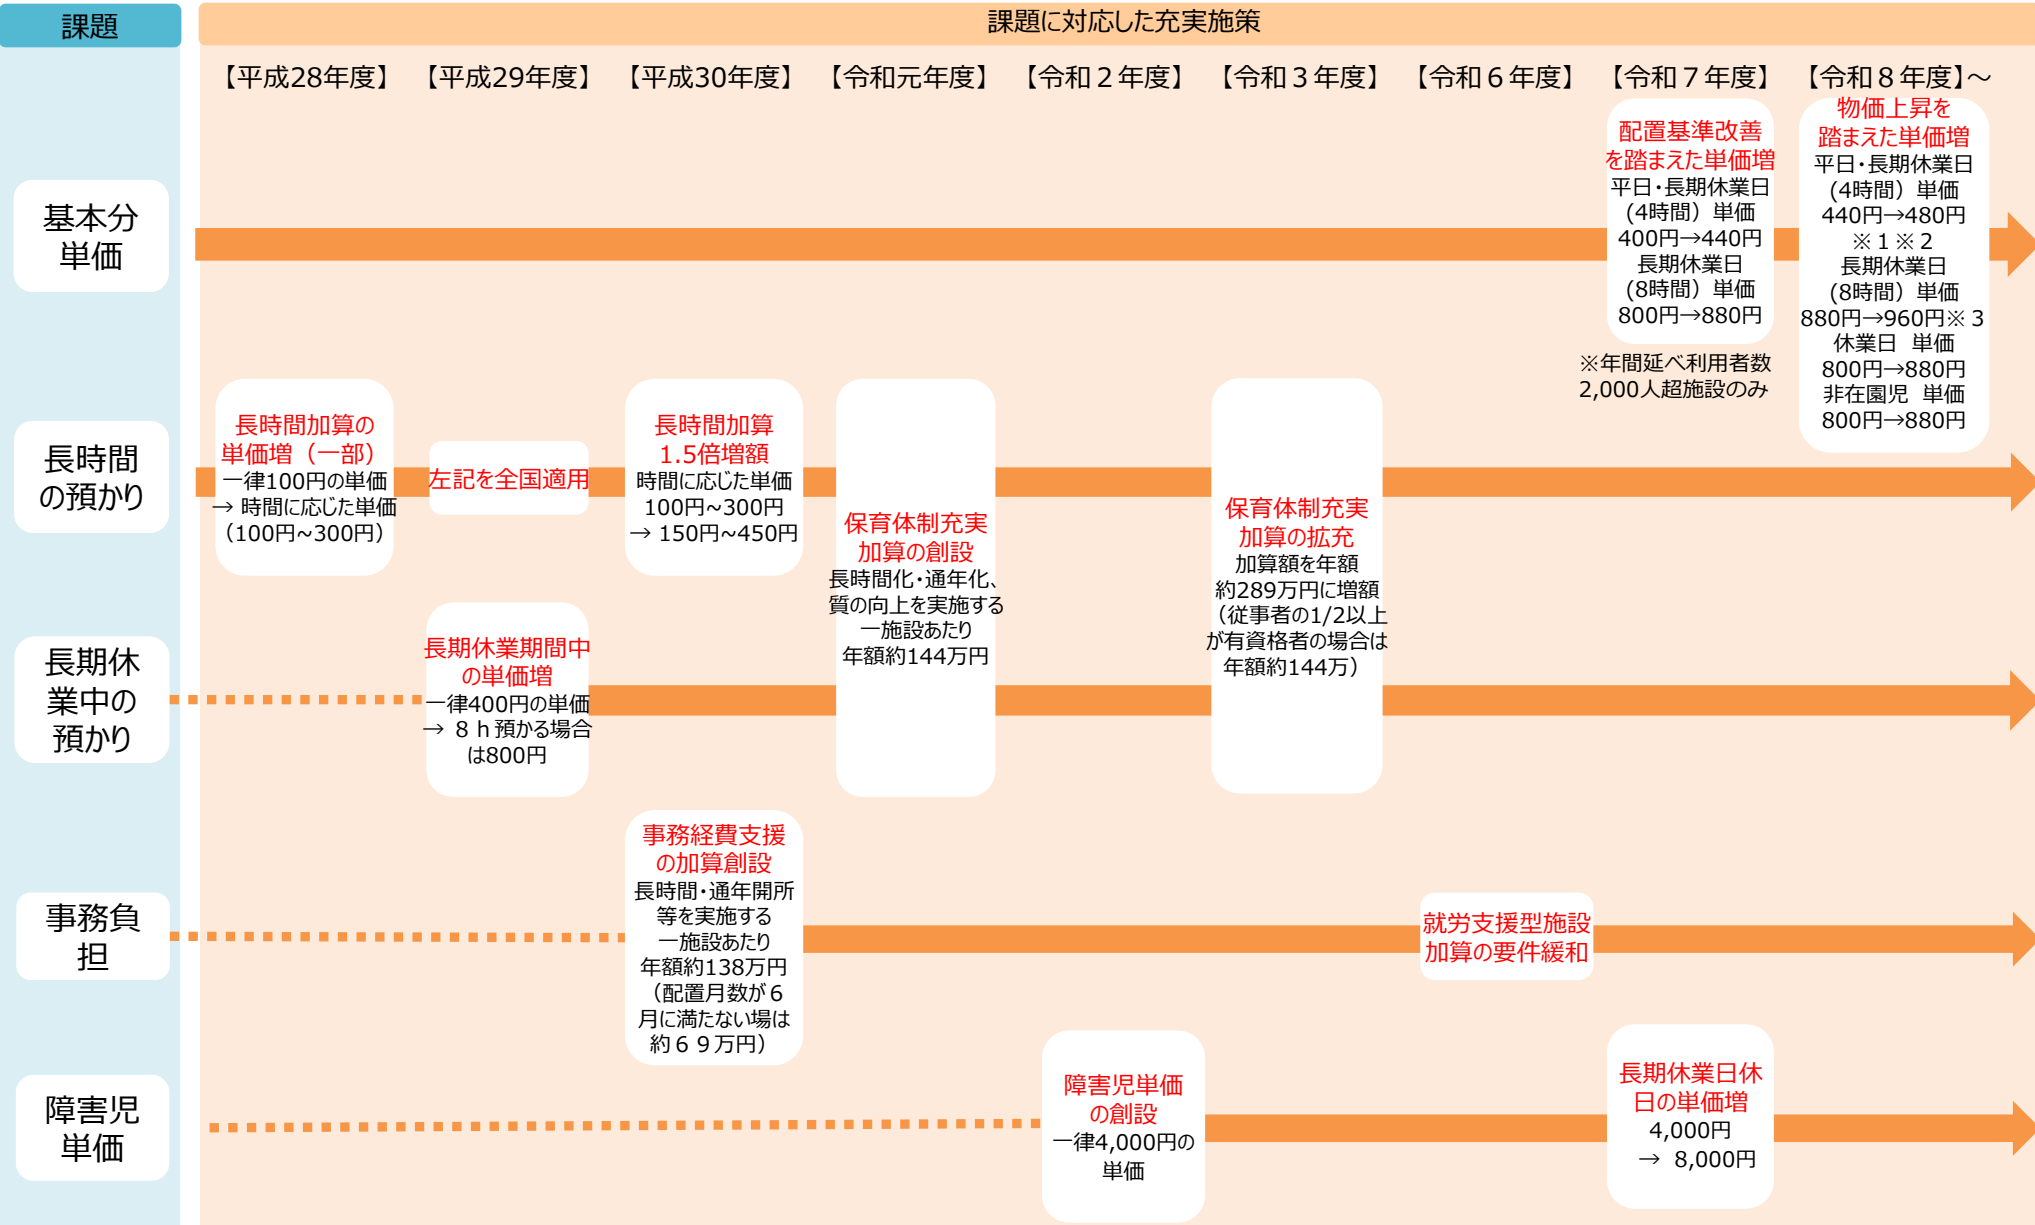 課題
課題に対応した充実施策
【平成28年度】
【平成29年度】
【平成30年度】
【令和元年度】
【令和２年度】
【令和３年度】
【令和６年度】
【令和７年度】
【令和８年度】～
基本分
単価
配置基準改善
を踏まえた単価増
平日・長期休業日
(4時間）単価
400円→440円
長期休業日
(8時間）単価
800円→880円
※年間延べ利用者数
2,000人超施設のみ
物価上昇を
踏まえた単価増
平日・長期休業日
(4時間）単価
440円→480円
※１※２
長期休業日
(8時間）単価
880円→960円※３
休業日 単価
800円→880円
非在園児 単価
800円→880円
長時間
の預かり
長時間加算の
単価増（一部）
一律100円の単価
→ 時間に応じた単価
（100円~300円）
左記を全国適用
長時間加算
1.5倍増額
時間に応じた単価
100円~300円
→ 150円~450円
保育体制充実
加算の創設
長時間化・通年化、
質の向上を実施する
一施設あたり
年額約144万円
保育体制充実
加算の拡充
加算額を年額
約289万円に増額
（従事者の1/2以上
が有資格者の場合は
年額約144万）
長期休
業中の
預かり
長期休業期間中
の単価増
一律400円の単価
→ ８ｈ預かる場合
は800円
事務負
担
事務経費支援
の加算創設
長時間・通年開所
等を実施する
一施設あたり
年額約138万円
（配置月数が６
月に満たない場は
約６９万円）
就労支援型施設
加算の要件緩和
障害児
単価
障害児単価
の創設
一律4,000円の
単価
長期休業日休
日の単価増
4,000円
→ 8,000円